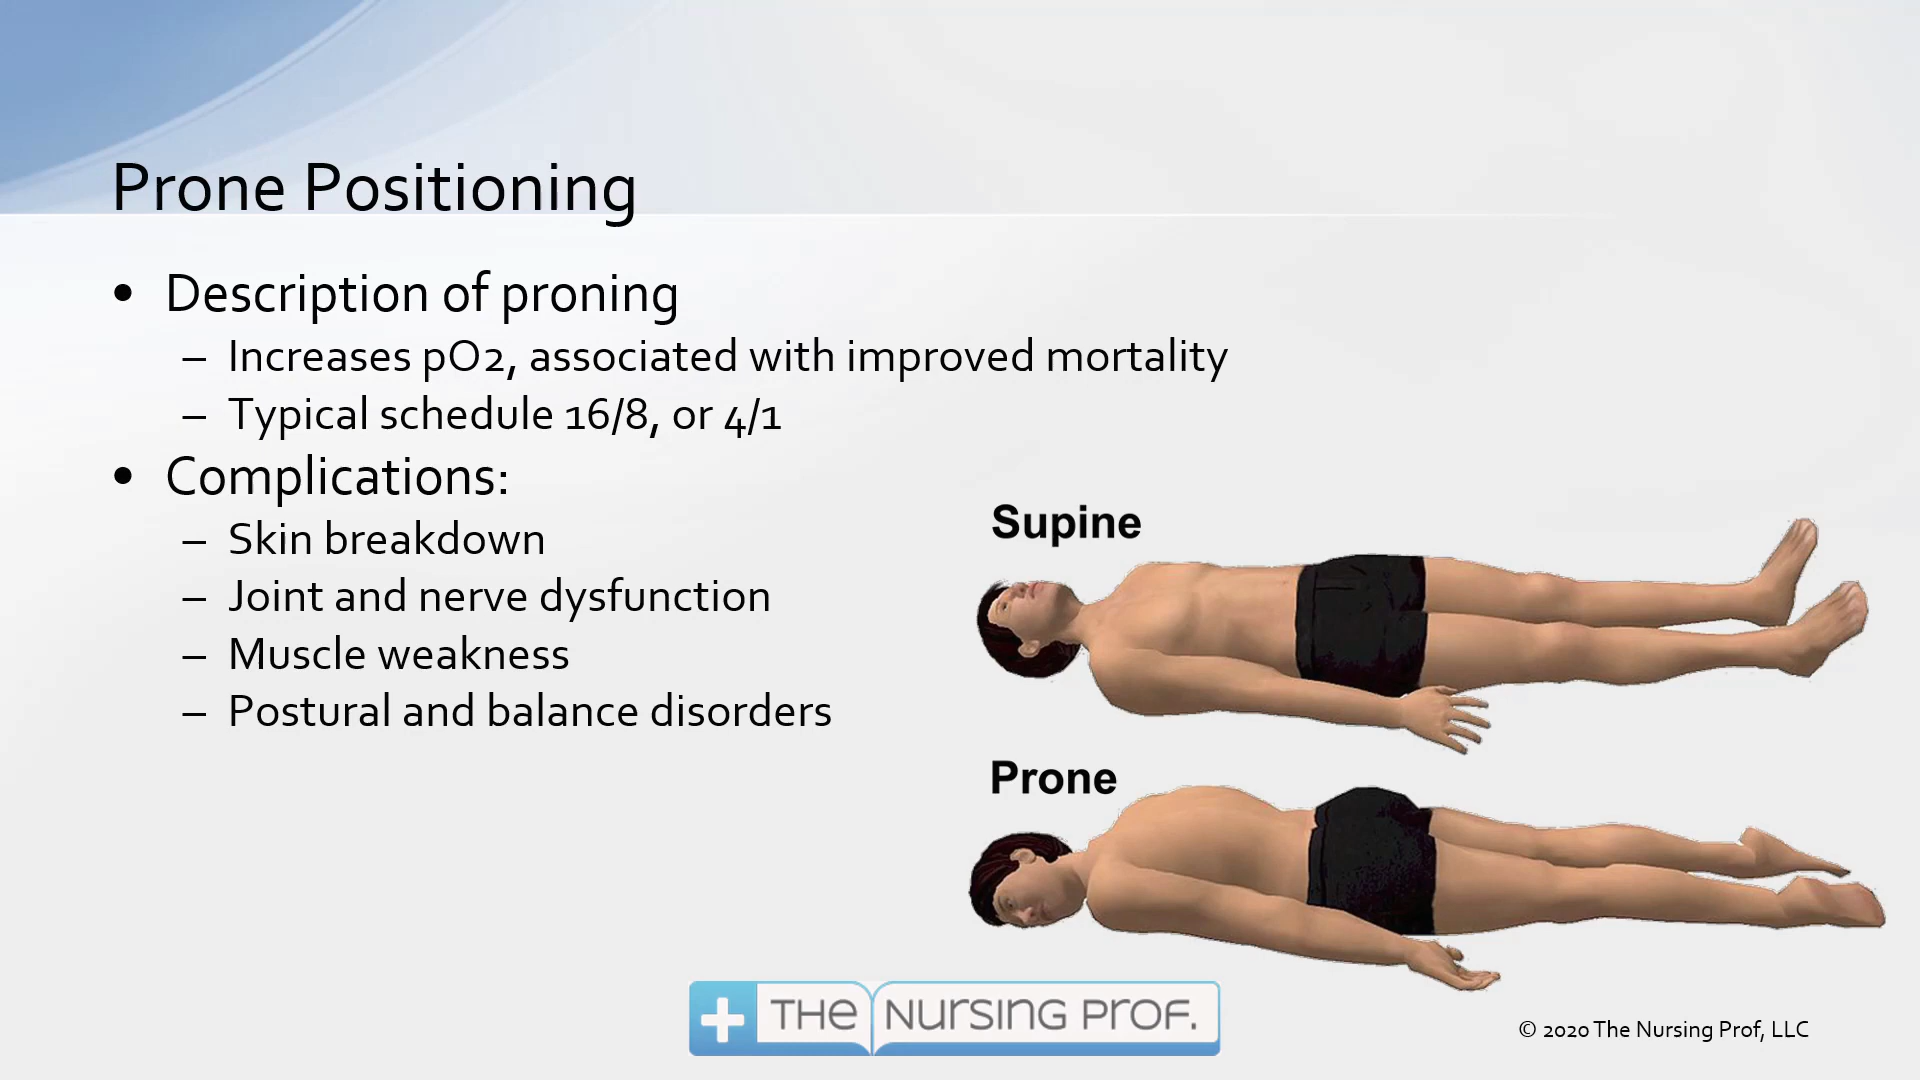 Prone Positioning
• Description of proning
– Increases pO2, associated with improved mortality
– Typical schedule 16/8, or 4/1
• Complications:
– Skin breakdown
– Joint and nerve dysfunction
– Muscle weakness
– Postural and balance disorders
Supine
Prone
THE NURSING PROF.
© 2020 The Nursing Prof, LLC